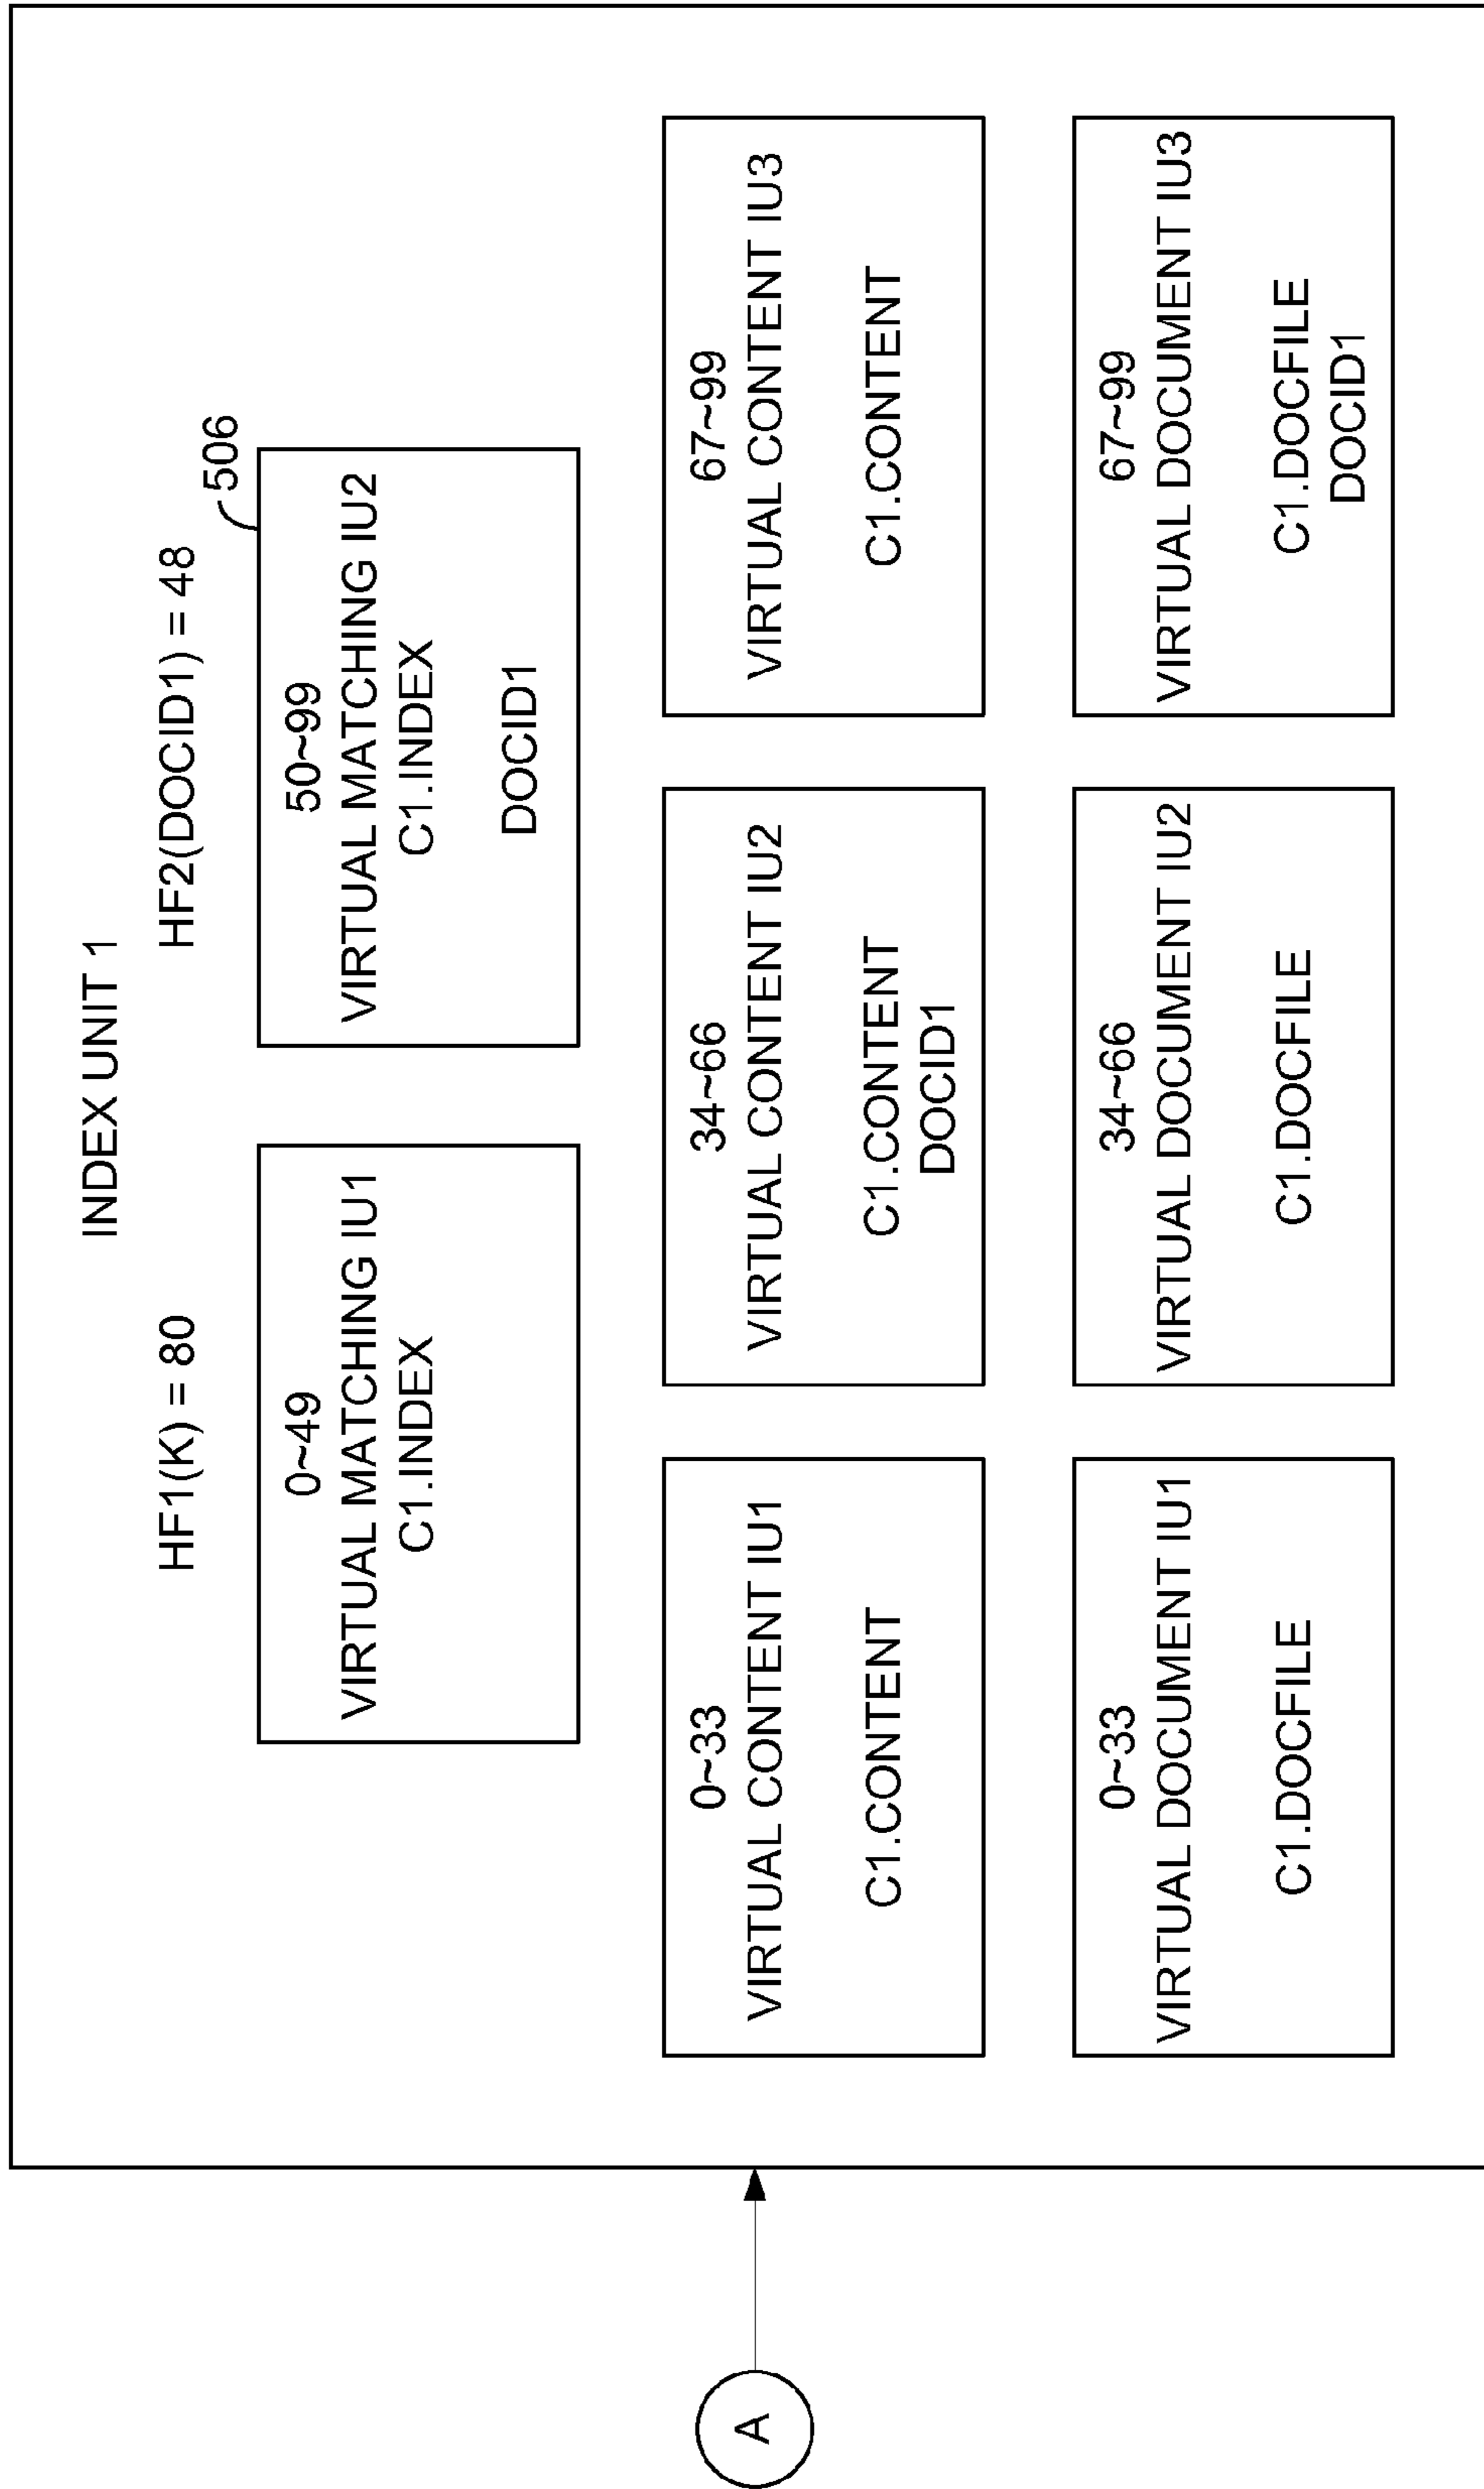 INDEX UNIT 1
HF1(K) = 80
HF2(DOCID1) = 48
506
0~49
VIRTUAL MATCHING IU1
C1.INDEX
50~99
VIRTUAL MATCHING IU2
C1.INDEX
DOCID1
0~33
VIRTUAL CONTENT IU1
C1.CONTENT
34~66
VIRTUAL CONTENT IU2
C1.CONTENT
DOCID1
67~99
VIRTUAL CONTENT IU3
C1.CONTENT
0~33
VIRTUAL DOCUMENT IU1
C1.DOCFILE
34~66
VIRTUAL DOCUMENT IU2
C1.DOCFILE
67~99
VIRTUAL DOCUMENT IU3
C1.DOCFILE
DOCID1
A